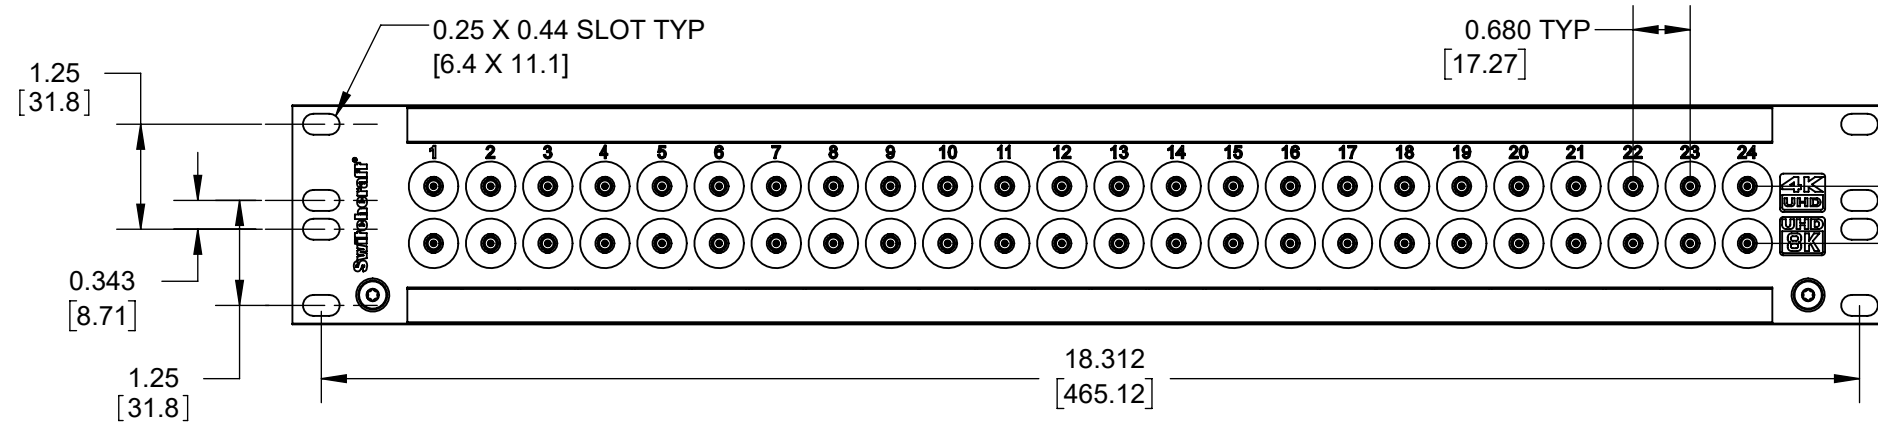 0.25 X 0.44 SLOT TYP
[6.4 X 11.1]
0.680 TYP
[17.27]
1.25
[31.8]
1 2 3 4 5 6 7 8 9 10 11 12 13 14 15 16 17 18 19 20 21 22 23 24
Switchcraft®
4K
UHD
UHD
8K
0.343
[8.71]
1.25
[31.8]
18.312
[465.12]